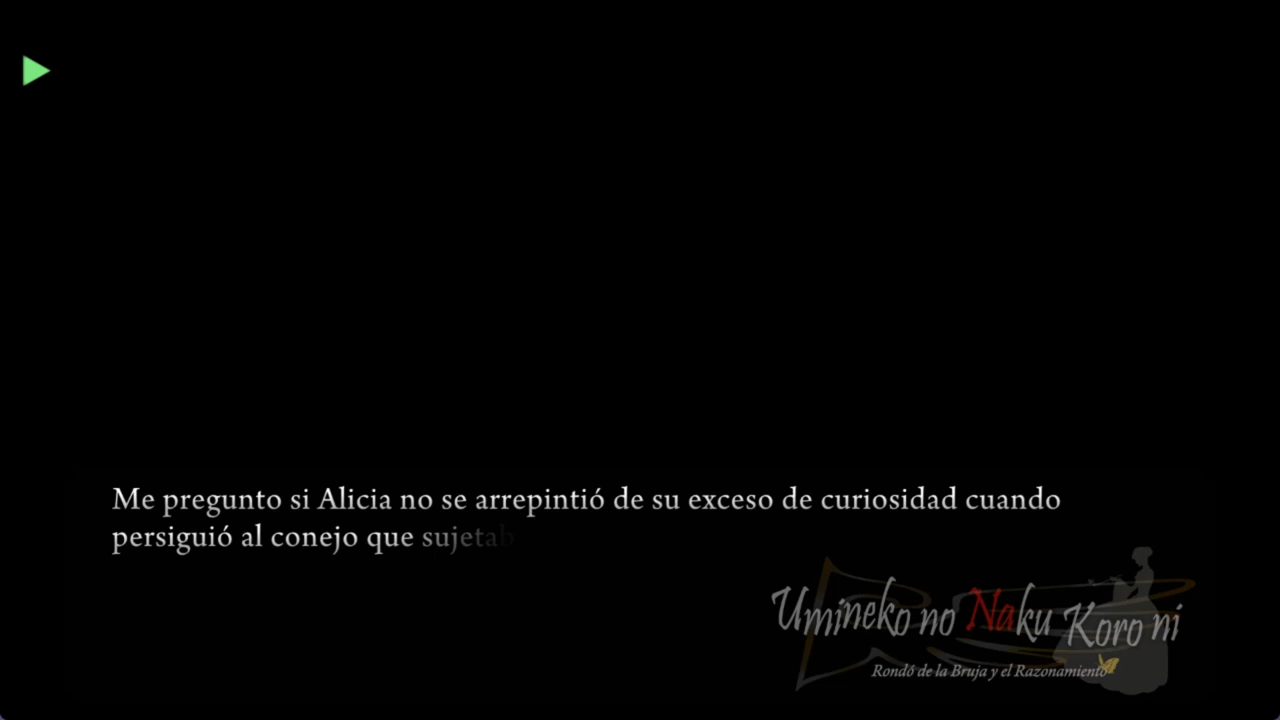 Me pregunto si Alicia no se arrepintió de su exceso de curiosidad cuando
persiguió al conejo que sujetab
Umineko no Naku Koro ni
Rondó de la Bruja y el Razonamiento